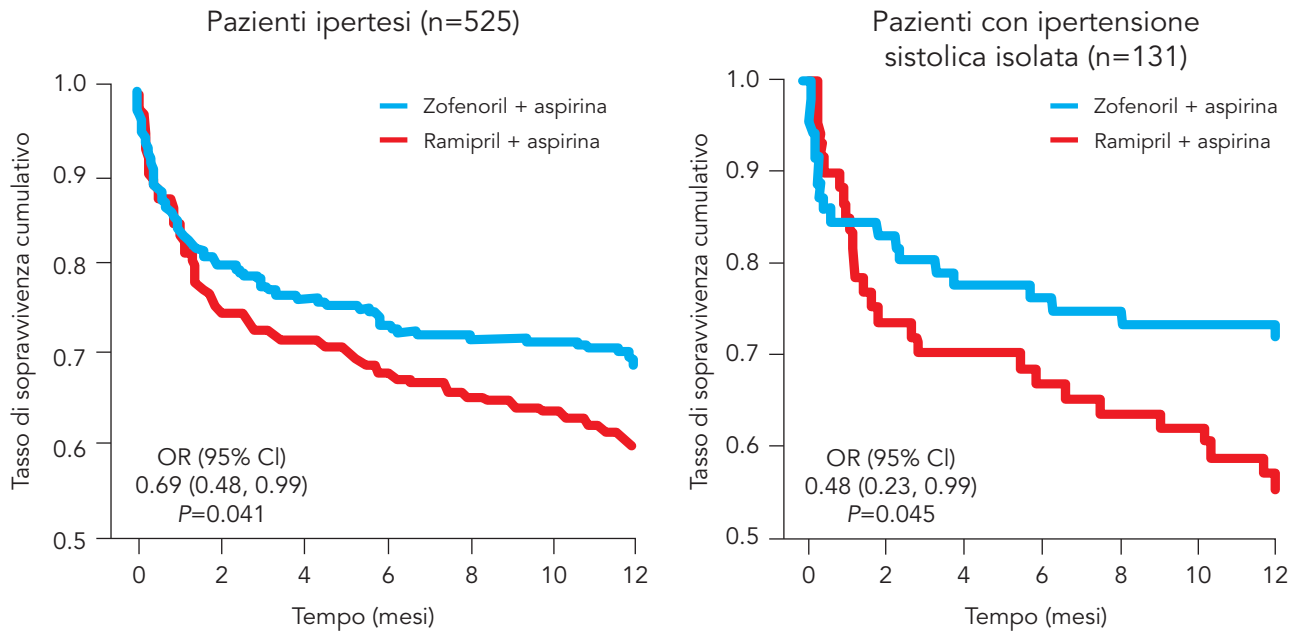 Pazienti ipertesi (n=525)
1.0
0.9
0.8
0.7
0.6
0.5
Tasso di sopravvivenza cumulativo
Zofenoril + aspirina
Ramipril + aspirina
OR (95% CI)
0.69 (0.48, 0.99)
P=0.041
0 2 4 6 8 10 12
Tempo (mesi)
Pazienti con ipertensione
sistolica isolata (n=131)
1.0
0.9
0.8
0.7
0.6
0.5
Tasso di sopravvivenza cumulativo
Zofenoril + aspirina
Ramipril + aspirina
OR (95% CI)
0.48 (0.23, 0.99)
P=0.045
0 2 4 6 8 10 12
Tempo (mesi)